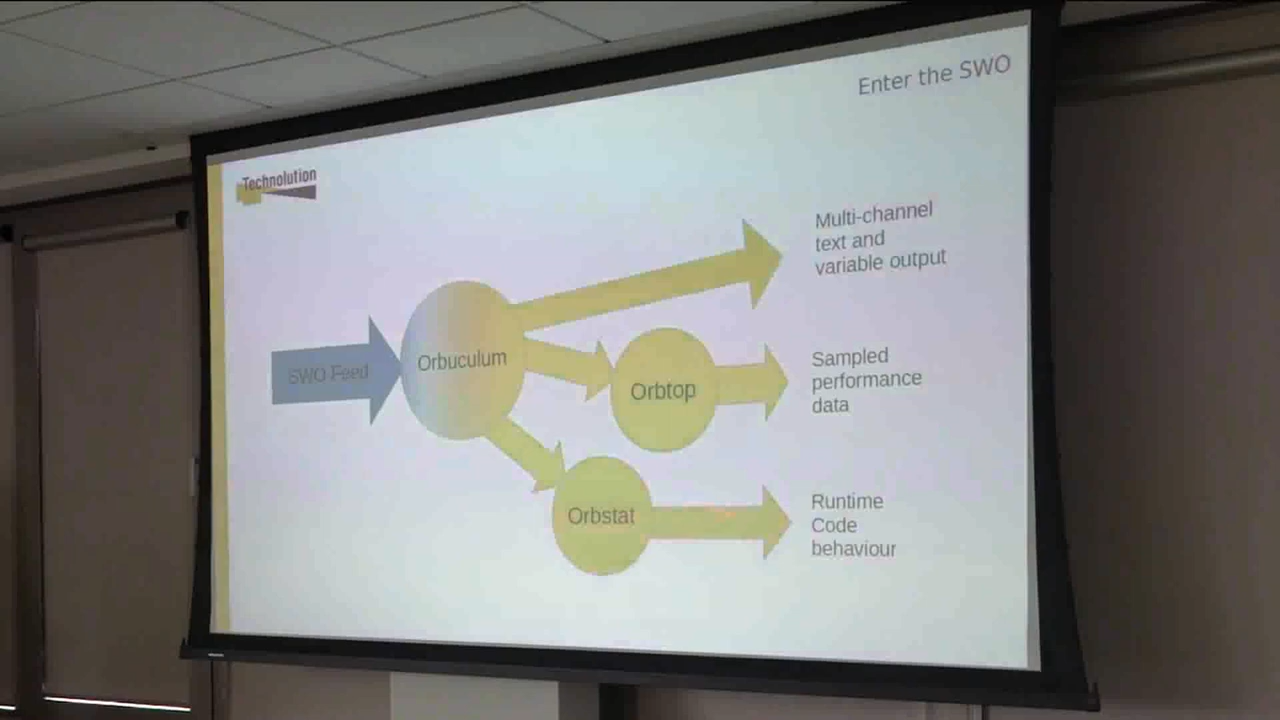 Enter the SWO
Technolution
Multi-channel
text and
variable output
SWO Feed
Orbuculum
Orbtop
Sampled
performance
data
Orbstat
Runtime
Code
behaviour